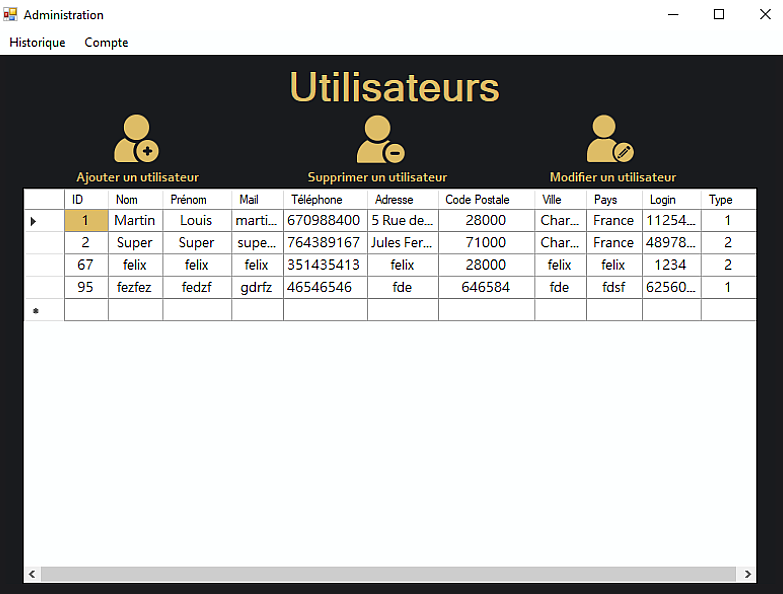 Administration
Historique Compte
Utilisateurs
Ajouter un utilisateur Supprimer un utilisateur Modifier un utilisateur
ID Nom Prénom Mail Téléphone Adresse Code Postale Ville Pays Login Type
1 Martin Louis marti... 670988400 5 Rue de... 28000 Char... France 11254... 1
2 Super Super supe... 764389167 Jules Fer... 71000 Char... France 48978... 2
67 felix felix felix 351435413 felix 28000 felix felix 1234 2
95 fezfez fedzf gdrfz 46546546 fde 646584 fde fdsf 62560... 1